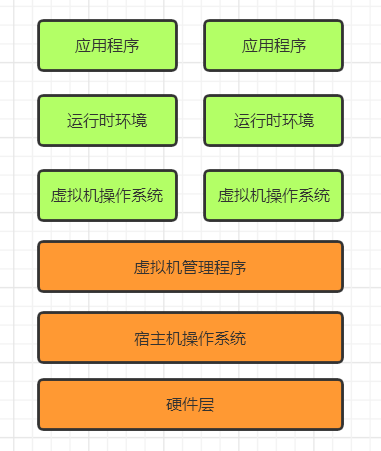 应用程序 应用程序
运行时环境 运行时环境
虚拟机操作系统 虚拟机操作系统
虚拟机管理程序
宿主机操作系统
硬件层